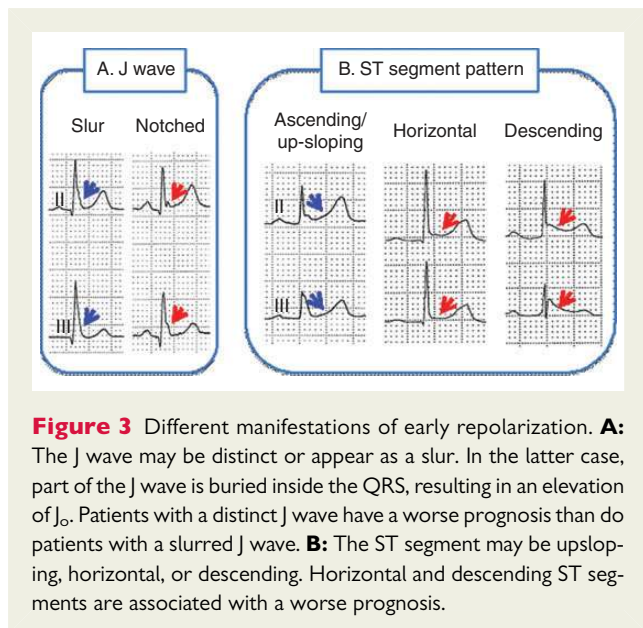 A. J wave
B. ST segment pattern
Slur
Notched
Ascending/
up-sloping
Horizontal
Descending
II
III
II
III
Figure 3 Different manifestations of early repolarization. A:
The J wave may be distinct or appear as a slur. In the latter case,
part of the J wave is buried inside the QRS, resulting in an elevation
of Jo. Patients with a distinct J wave have a worse prognosis than do
patients with a slurred J wave. B: The ST segment may be upslop-
ing, horizontal, or descending. Horizontal and descending ST seg-
ments are associated with a worse prognosis.